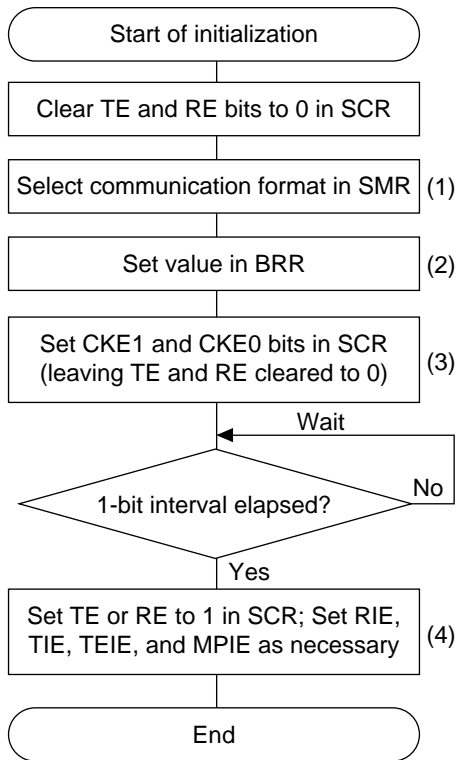 Start of initialization
Clear TE and RE bits to 0 in SCR
Select communication format in SMR
(1)
Set value in BRR
(2)
Set CKE1 and CKE0 bits in SCR
(leaving TE and RE cleared to 0)
(3)
Wait
1-bit interval elapsed?
No
Yes
Set TE or RE to 1 in SCR; Set RIE,
TIE, TEIE, and MPIE as necessary
(4)
End